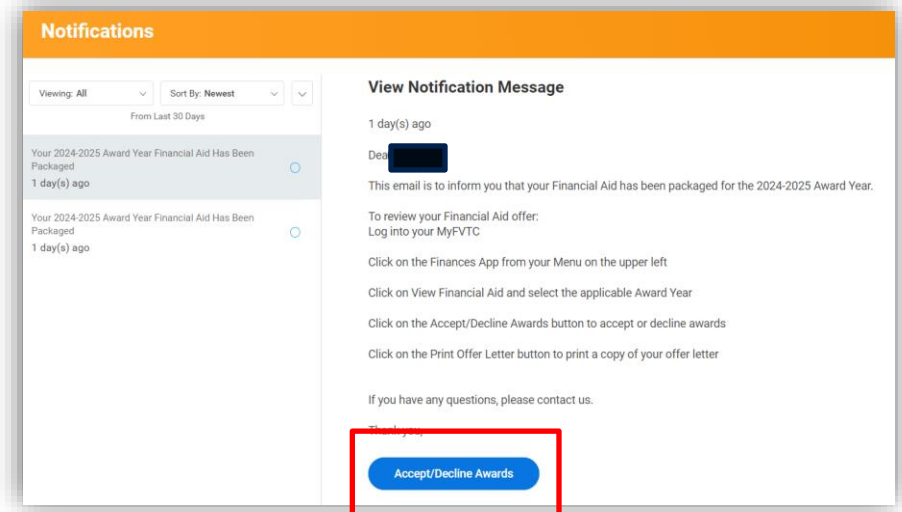 Notifications
Viewing: All
Sort By: Newest
From Last 30 Days
Your 2024-2025 Award Year Financial Aid Has Been
Packaged
1 day(s) ago
Your 2024-2025 Award Year Financial Aid Has Been
Packaged
1 day(s) ago
View Notification Message
1 day(s) ago
Dea
This email is to inform you that your Financial Aid has been packaged for the 2024-2025 Award Year.
To review your Financial Aid offer:
Log into your MyFVTC
Click on the Finances App from your Menu on the upper left
Click on View Financial Aid and select the applicable Award Year
Click on the Accept/Decline Awards button to accept or decline awards
Click on the Print Offer Letter button to print a copy of your offer letter
If you have any questions, please contact us.
Thank you,
Accept/Decline Awards